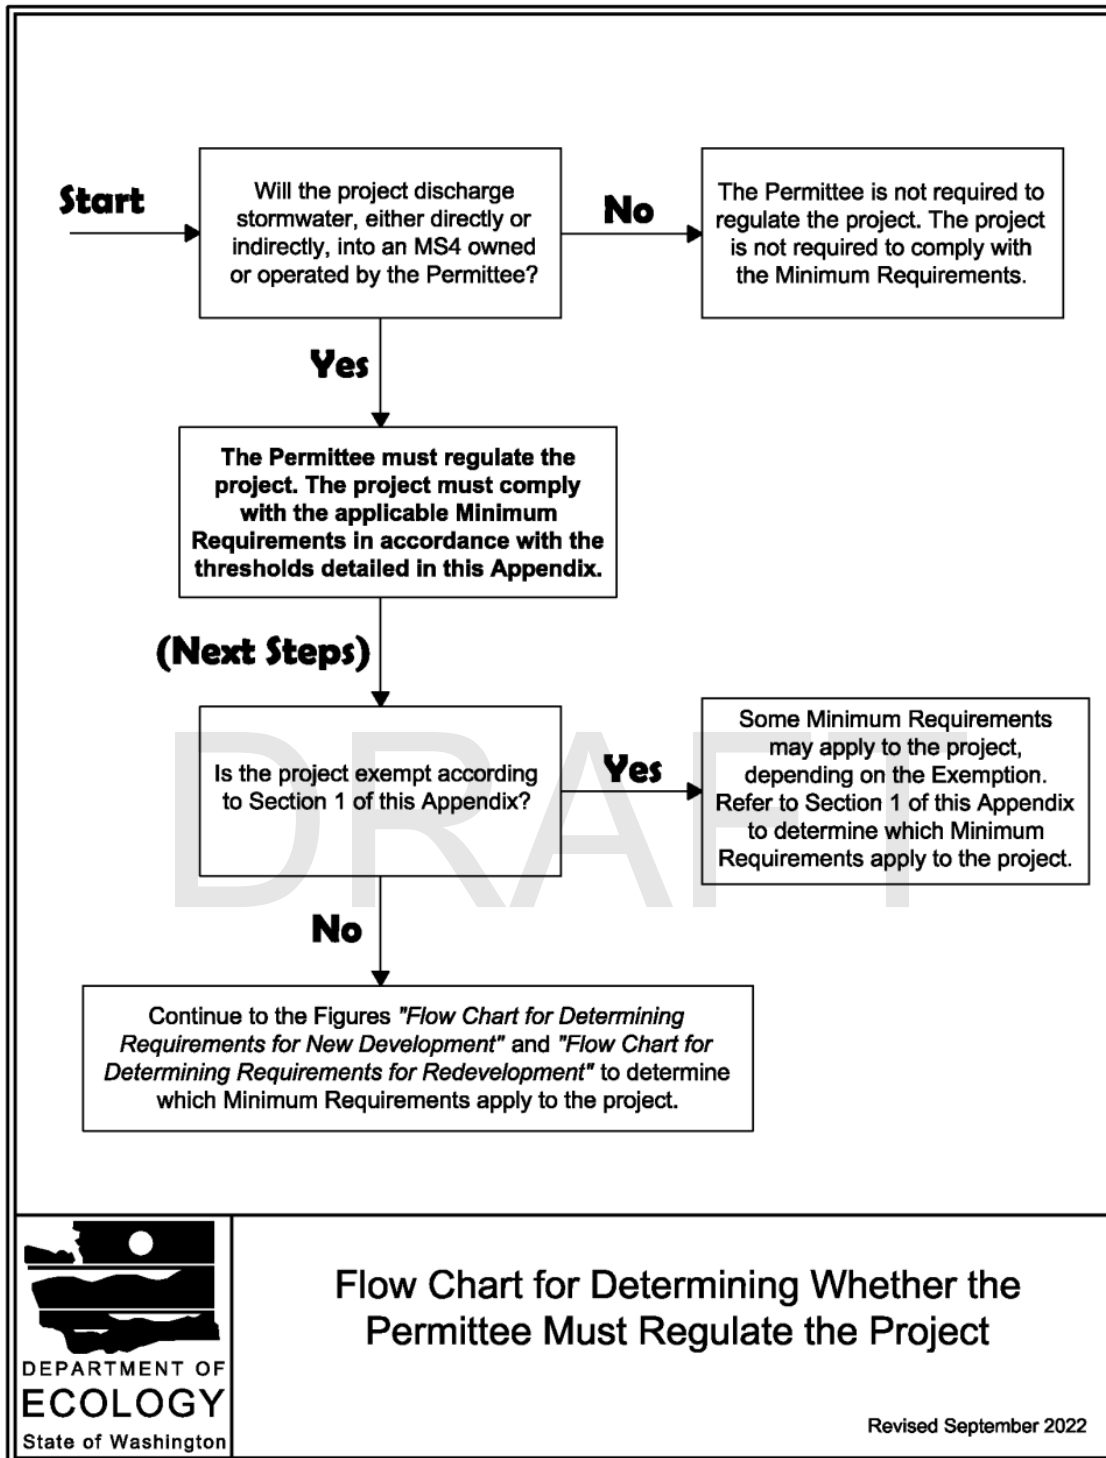 Start
Will the project discharge
stormwater, either directly or
indirectly, into an MS4 owned
or operated by the Permittee?
No
The Permittee is not required to
regulate the project. The project
is not required to comply with
the Minimum Requirements.
Yes
The Permittee must regulate the
project. The project must comply
with the applicable Minimum
Requirements in accordance with the
thresholds detailed in this Appendix.
(Next Steps)
Is the project exempt according
to Section 1 of this Appendix?
Yes
Some Minimum Requirements
may apply to the project,
depending on the Exemption.
Refer to Section 1 of this Appendix
to determine which Minimum
Requirements apply to the project.
DRAFT
No
Continue to the Figures "Flow Chart for Determining
Requirements for New Development" and "Flow Chart for
Determining Requirements for Redevelopment" to determine
which Minimum Requirements apply to the project.
DEPARTMENT OF
ECOLOGY
State of Washington
Flow Chart for Determining Whether the
Permittee Must Regulate the Project
Revised September 2022